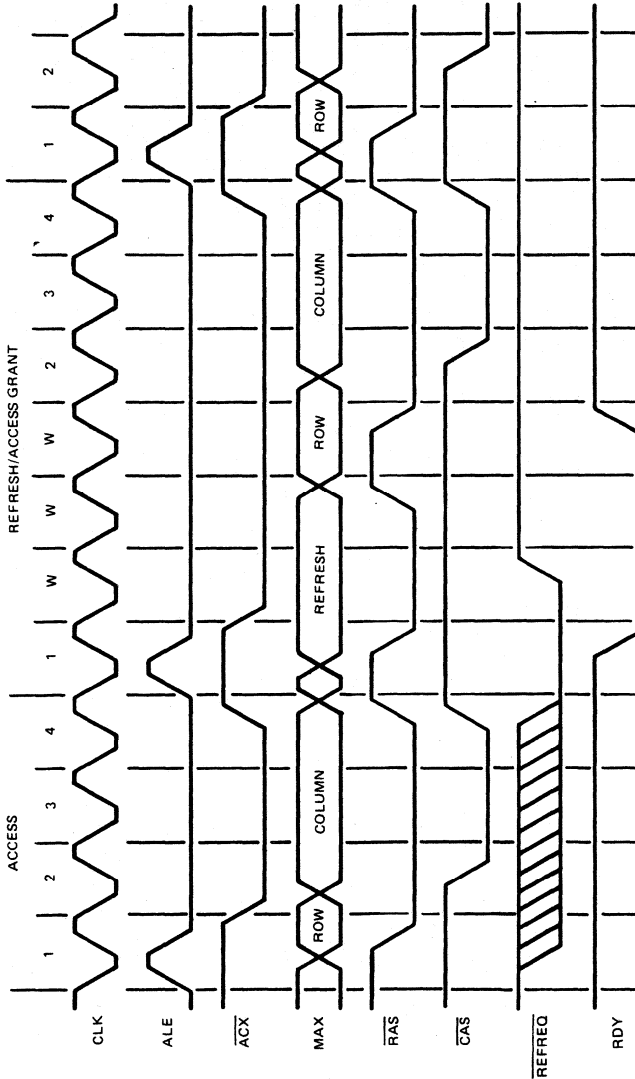 ACCESS
REFRESH/ACCESS GRANT
1 2 3 4 1 W W W 2 3 4 1 2
CLK
ALE
ACX
MAX ROW COLUMN REFRESH ROW COLUMN ROW
RAS
CAS
REFREQ
RDY